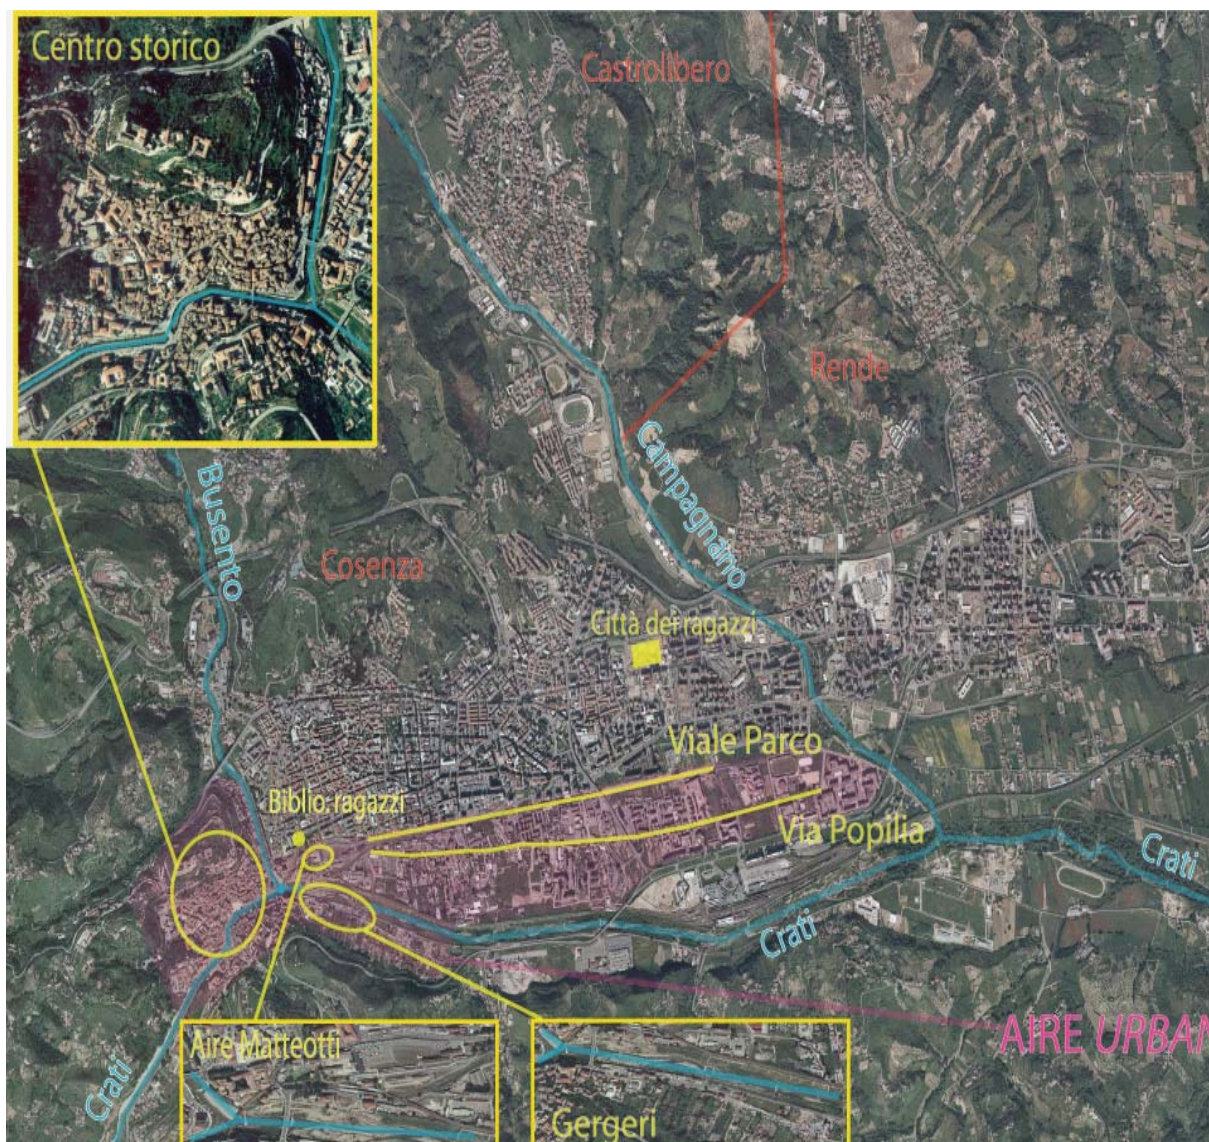 Centro storico
Castrolibero
Rende
Campagnano
Busento
Cosenza
Città dei ragazzi
Viale Parco
Biblio. ragazzi
Via Popilia
Crati
Crati
AIRE URBAN
Aire Matteotti
Crati
Gergeri